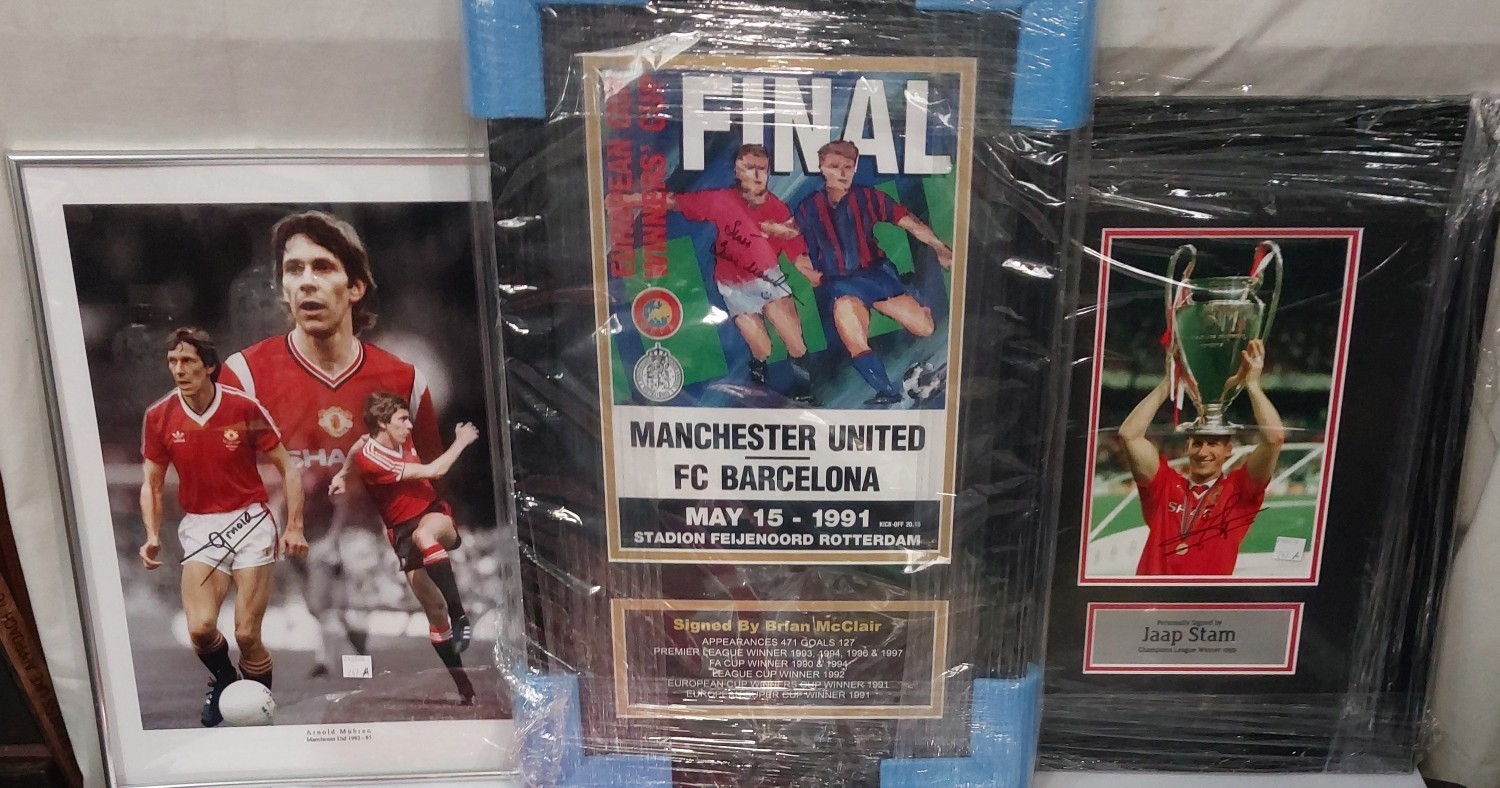 Arnold
SHA
Arnold Mühren
Manchester Utd 1982 - 85
A
EUROPEAN CUP
WINNERS' CUP
FINAL
MANCHESTER UNITED
FC BARCELONA
MAY 15 - 1991 KICK-OFF 20.15
STADION FEIJENOORD ROTTERDAM
Signed By Brian McClair
APPEARANCES 471 GOALS 127
PREMIER LEAGUE WINNER 1993, 1994, 1996 & 1997
FA CUP WINNER 1990 & 1994
LEAGUE CUP WINNER 1992
EUROPEAN CUP WINNERS CUP WINNER 1991
EUROPEAN SUPER CUP WINNER 1991
SHARP
A
Personally Signed by
Jaap Stam
Champions League Winner 1999